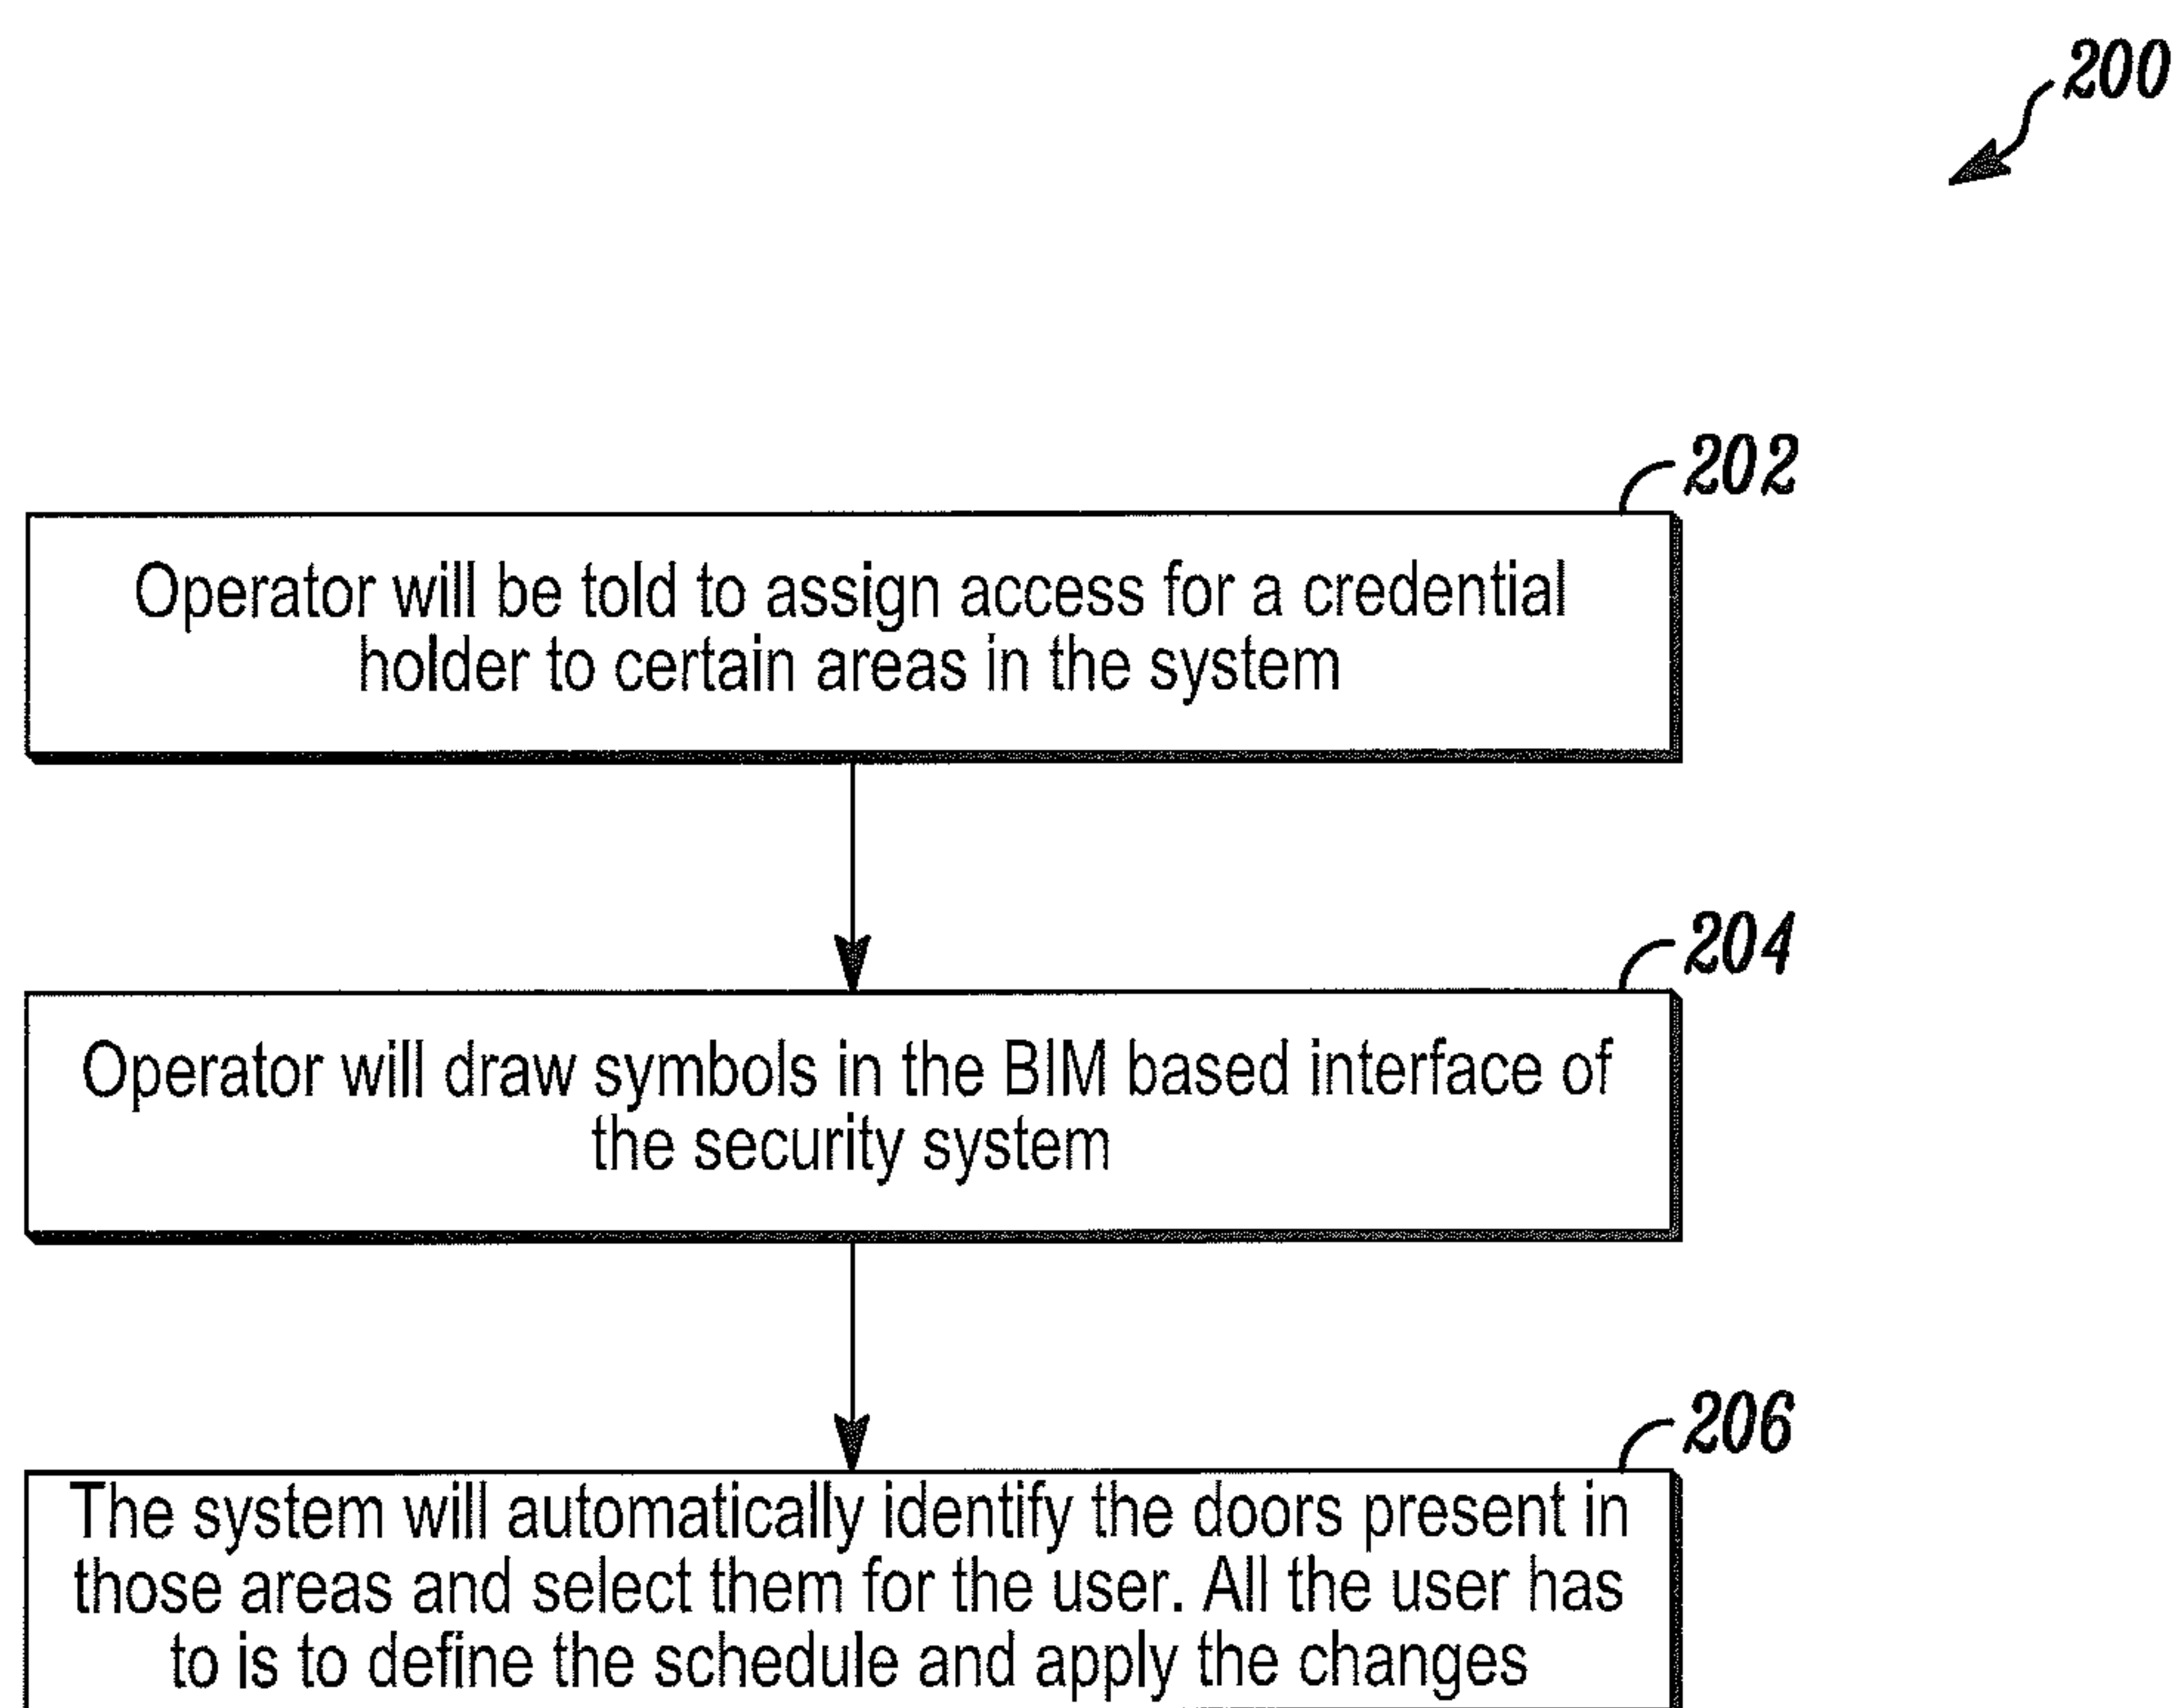 200
202
Operator will be told to assign access for a credential
holder to certain areas in the system
204
Operator will draw symbols in the BIM based interface of
the security system
206
The system will automatically identify the doors present in
those areas and select them for the user. All the user has
to is to define the schedule and apply the changes